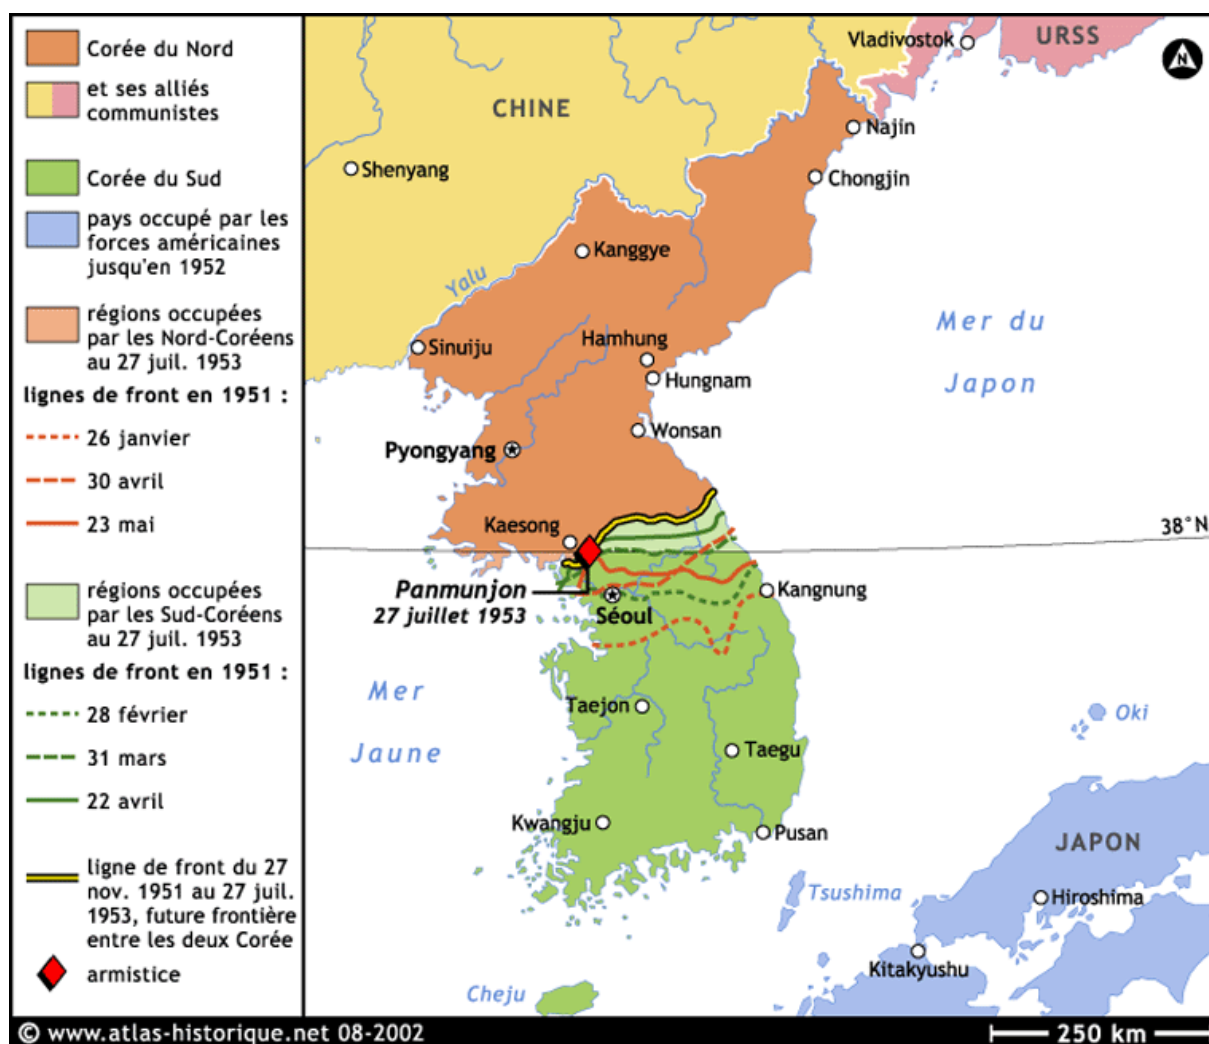 Corée du Nord
et ses alliés
communistes
Corée du Sud
pays occupé par les
forces américaines
jusqu'en 1952
régions occupées
par les Nord-Coréens
au 27 juil. 1953
lignes de front en 1951 :
26 janvier
30 avril
23 mai
régions occupées
par les Sud-Coréens
au 27 juil. 1953
lignes de front en 1951 :
28 février
31 mars
22 avril
ligne de front du 27
nov. 1951 au 27 juil.
1953, future frontière
entre les deux Corée
armistice
Vladivostok
URSS
N
CHINE
Najin
Shenyang
Chongjin
Kanggye
Yalu
Mer du
Japon
Hamhung
Sinuiju
Hungnam
Wonsan
Pyongyang
Kaesong
38°N
Panmunjon
27 juillet 1953
Kangnung
Séoul
Mer
Jaune
Taejon
Oki
Taegu
Kwangju
Pusan
JAPON
Tsushima
Hiroshima
Kitakyushu
Cheju
© www.atlas-historique.net 08-2002
250 km